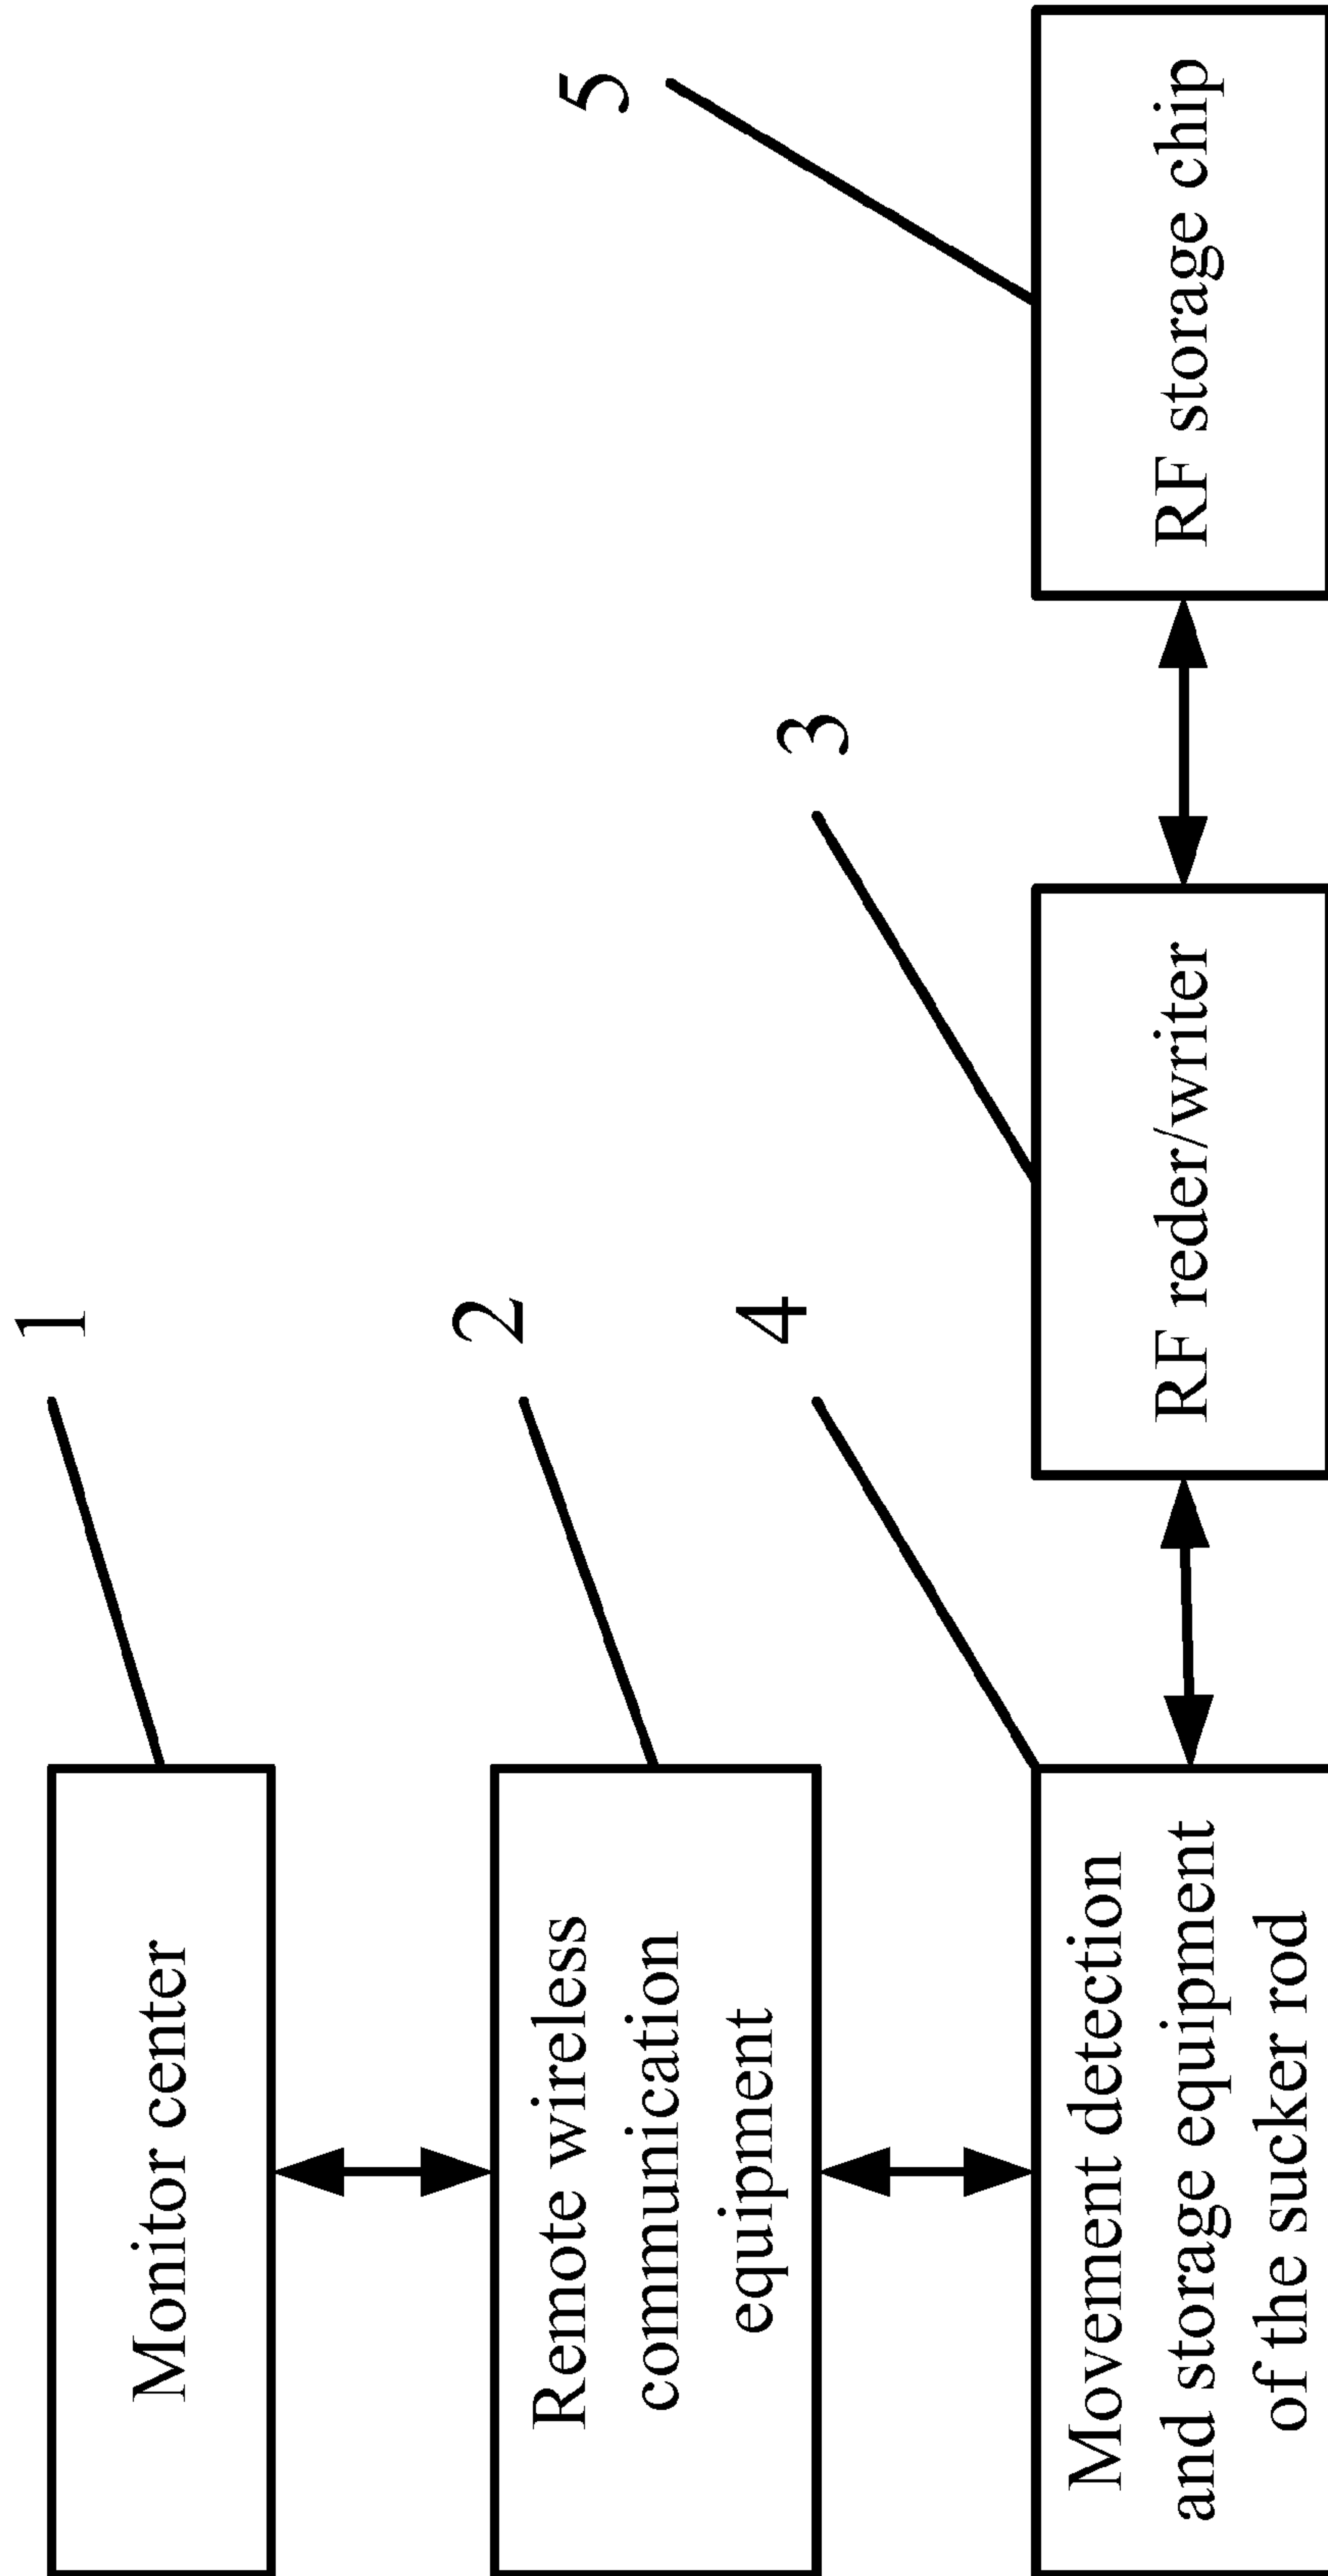 1
Monitor center
2
Remote wireless
communication
equipment
4
Movement detection
and storage equipment
of the sucker rod
3
RF reder/writer
5
RF storage chip